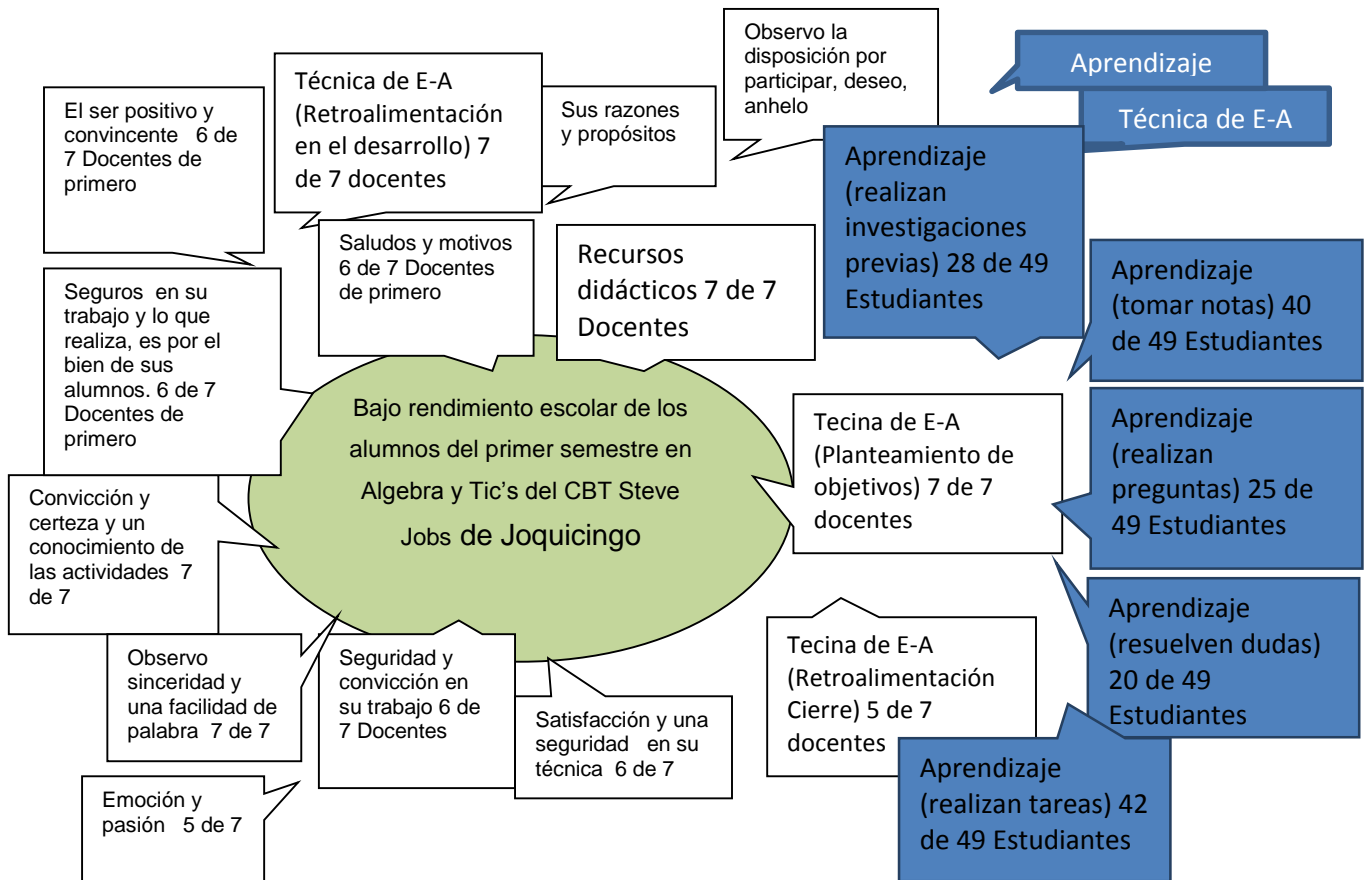 El ser positivo y
convincente 6 de
7 Docentes de
primero
Técnica de E-A
(Retroalimentación
en el desarrollo) 7
de 7 docentes
Sus razones
y propósitos
Observo la
disposición por
participar, deseo,
anhelo
Aprendizaje
Técnica de E-A
Aprendizaje
(realizan
investigaciones
previas) 28 de 49
Estudiantes
Saludos y motivos
6 de 7 Docentes
de primero
Recursos
didácticos 7 de 7
Docentes
Seguros en su
trabajo y lo que
realiza, es por el
bien de sus
alumnos. 6 de 7
Docentes de
primero
Aprendizaje
(tomar notas) 40
de 49 Estudiantes
Bajo rendimiento escolar de los
alumnos del primer semestre en
Algebra y Tic's del CBT Steve
Jobs de Joquicingo
Tecina de E-A
(Planteamiento de
objetivos) 7 de 7
docentes
Aprendizaje
(realizan
preguntas) 25 de
49 Estudiantes
Convicción y
certeza y un
conocimiento de
las actividades 7
de 7
Observo
sinceridad y
una facilidad de
palabra 7 de 7
Seguridad y
convicción en
su trabajo 6 de
7 Docentes
Satisfacción y una
seguridad en su
técnica 6 de 7
Tecina de E-A
(Retroalimentación
Cierre) 5 de 7
docentes
Aprendizaje
(resuelven dudas)
20 de 49
Estudiantes
Emoción y
pasión 5 de 7
Aprendizaje
(realizan tareas) 42
de 49 Estudiantes